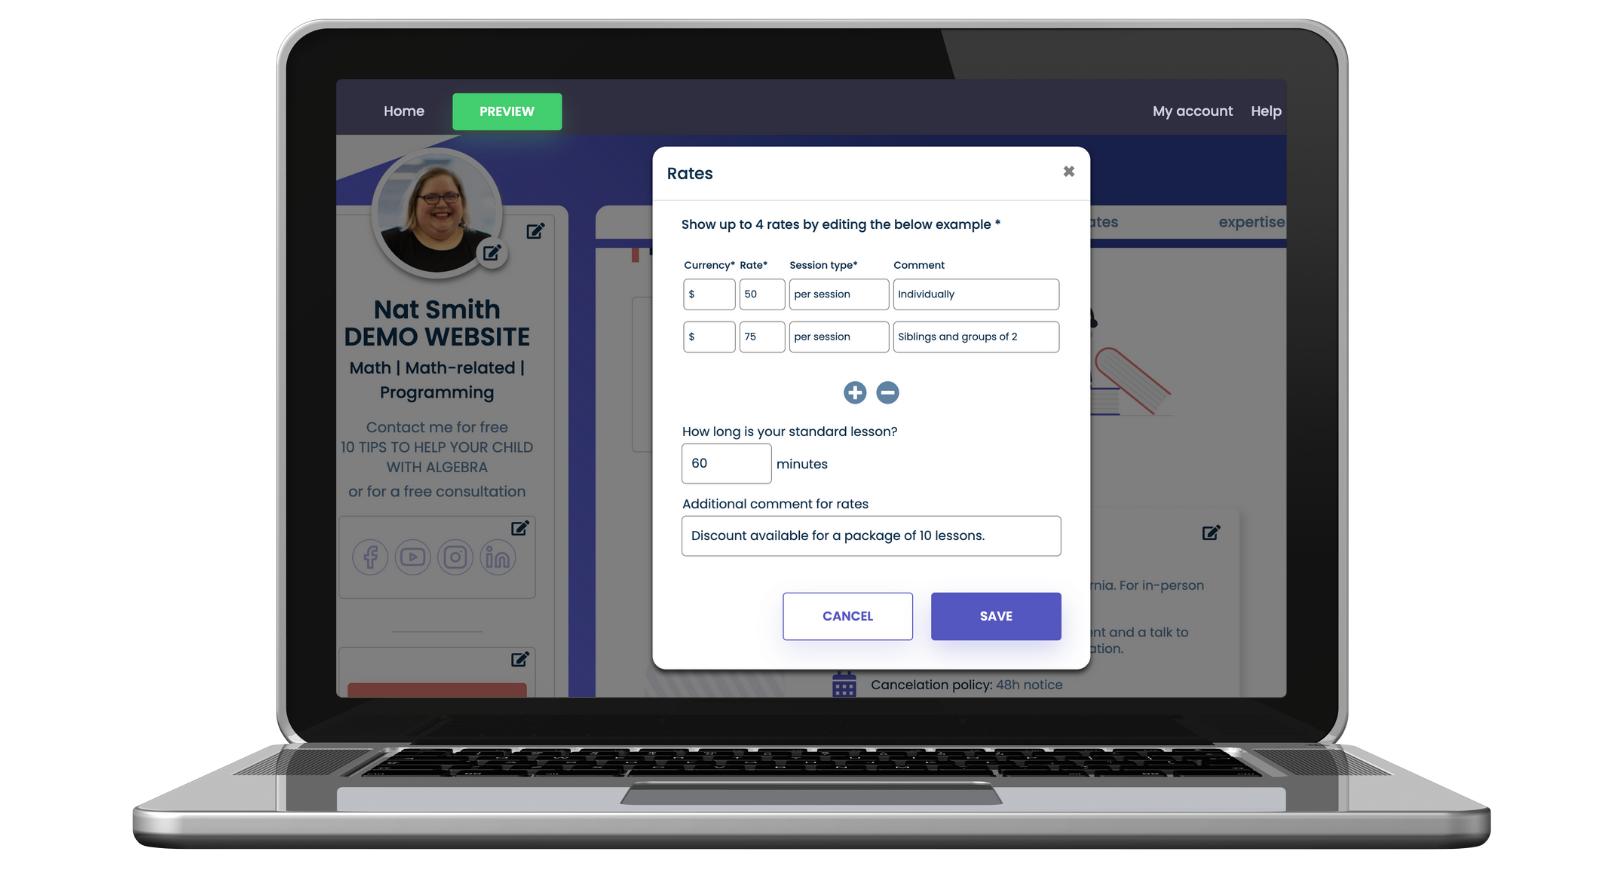 Home
PREVIEW
My account
Help
Nat Smith
DEMO WEBSITE
Math | Math-related |
Programming
Contact me for free
10 TIPS TO HELP YOUR CHILD
WITH ALGEBRA
or for a free consultation
expertise
Rates
Show up to 4 rates by editing the below example *
Currency* Rate* Session type* Comment
$ 50 per session Individually
$ 75 per session Siblings and groups of 2
How long is your standard lesson?
60 minutes
Additional comment for rates
Discount available for a package of 10 lessons.
CANCEL
SAVE
For in-person
and a talk to
Cancelation policy: 48h notice